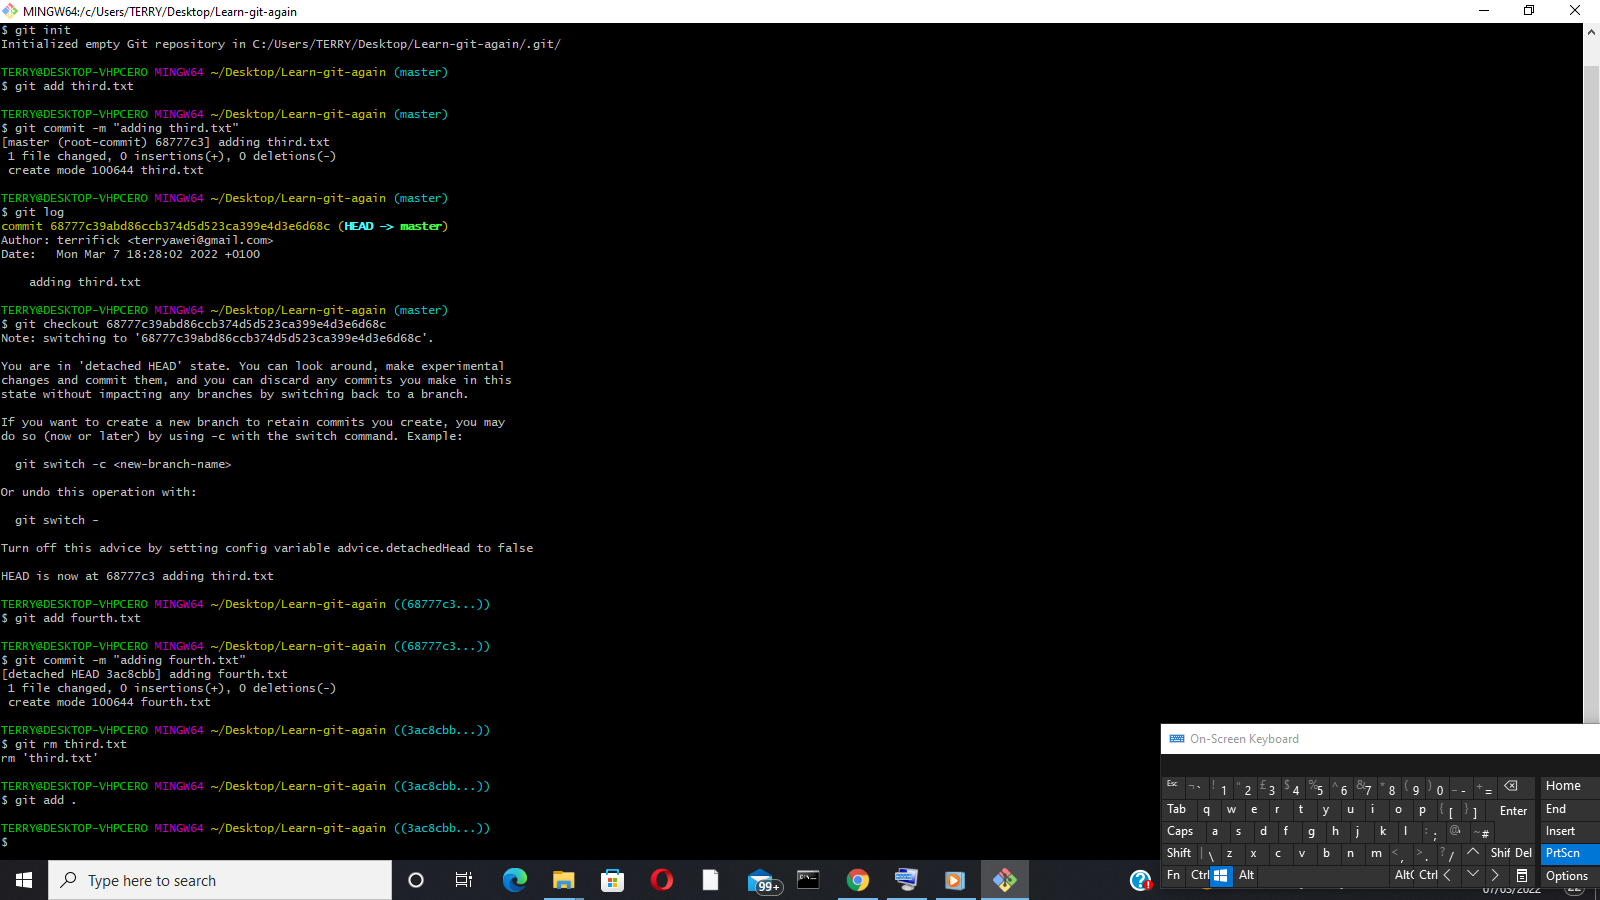 MINGW64:/c/Users/TERRY/Desktop/Learn-git-again
$ git init
Initialized empty Git repository in C:/Users/TERRY/Desktop/Learn-git-again/.git/
TERRY@DESKTOP-VHPCERO MINGW64 ~/Desktop/Learn-git-again (master)
$ git add third.txt
TERRY@DESKTOP-VHPCERO MINGW64 ~/Desktop/Learn-git-again (master)
$ git commit -m "adding third.txt"
[master (root-commit) 68777c3] adding third.txt
1 file changed, 0 insertions(+), 0 deletions(-)
create mode 100644 third.txt
TERRY@DESKTOP-VHPCERO MINGW64 ~/Desktop/Learn-git-again (master)
$ git log
commit 68777c39abd86ccb374d5d523ca399e4d3e6d68c (HEAD -> master)
Author: terrifick <terryawei@gmail.com>
Date:   Mon Mar 7 18:28:02 2022 +0100
adding third.txt
TERRY@DESKTOP-VHPCERO MINGW64 ~/Desktop/Learn-git-again (master)
$ git checkout 68777c39abd86ccb374d5d523ca399e4d3e6d68c
Note: switching to '68777c39abd86ccb374d5d523ca399e4d3e6d68c'.
You are in 'detached HEAD' state. You can look around, make experimental
changes and commit them, and you can discard any commits you make in this
state without impacting any branches by switching back to a branch.
If you want to create a new branch to retain commits you create, you may
do so (now or later) by using -c with the switch command. Example:
git switch -c <new-branch-name>
Or undo this operation with:
git switch -
Turn off this advice by setting config variable advice.detachedHead to false
HEAD is now at 68777c3 adding third.txt
TERRY@DESKTOP-VHPCERO MINGW64 ~/Desktop/Learn-git-again ((68777c3...))
$ git add fourth.txt
TERRY@DESKTOP-VHPCERO MINGW64 ~/Desktop/Learn-git-again ((68777c3...))
$ git commit -m "adding fourth.txt"
[detached HEAD 3ac8cbb] adding fourth.txt
1 file changed, 0 insertions(+), 0 deletions(-)
create mode 100644 fourth.txt
TERRY@DESKTOP-VHPCERO MINGW64 ~/Desktop/Learn-git-again ((3ac8cbb...))
$ git rm third.txt
rm 'third.txt'
TERRY@DESKTOP-VHPCERO MINGW64 ~/Desktop/Learn-git-again ((3ac8cbb...))
$ git add .
TERRY@DESKTOP-VHPCERO MINGW64 ~/Desktop/Learn-git-again ((3ac8cbb...))
$
On-Screen Keyboard
Esc ¬ ` ! 1 " 2 £ 3 $ 4 % 5 ^ 6 & 7 * 8 ( 9 ) 0 _ - + = Home
Tab q w e r t y u i o p { [ } ] Enter End
Caps a s d f g h j k l : ; @ ' ~ # Insert
Shift | \ z x c v b n m < , > . ? / Shif Del PrtScn
Fn Ctrl Alt AltG Ctrl Options
Type here to search
99+
07/03/2022
22